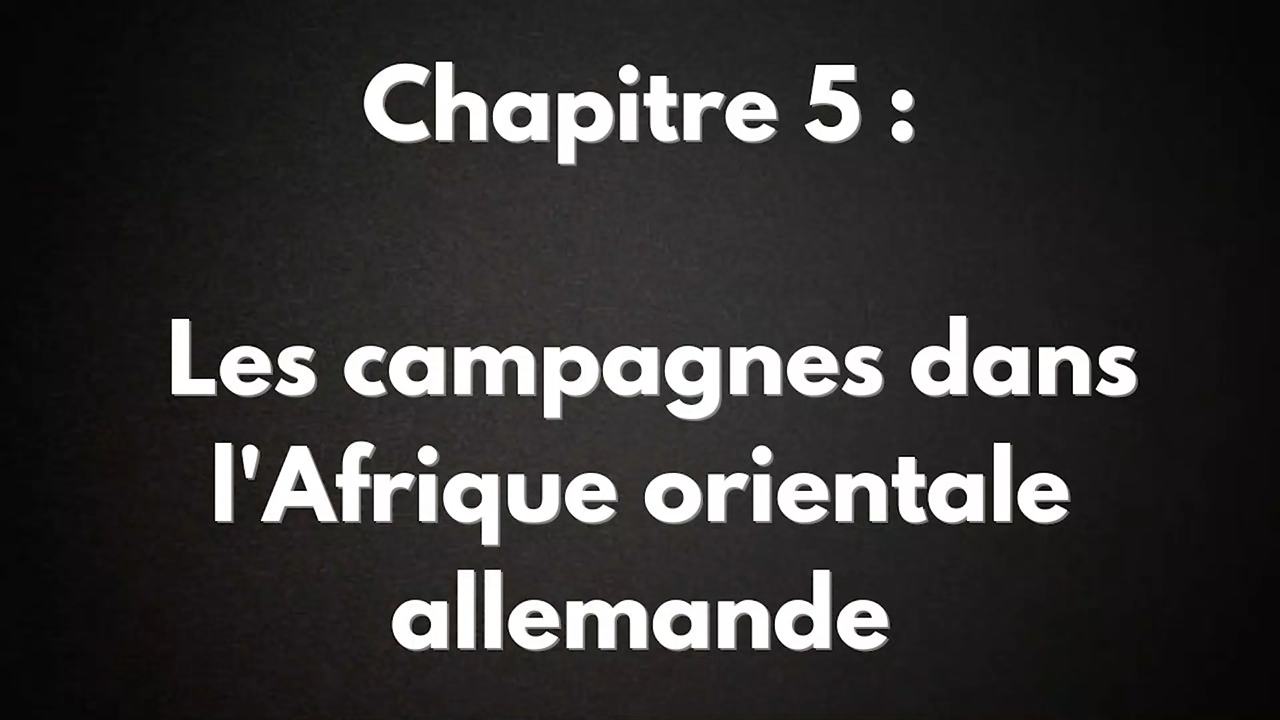 Chapitre 5 :
Les campagnes dans
l'Afrique orientale
allemande